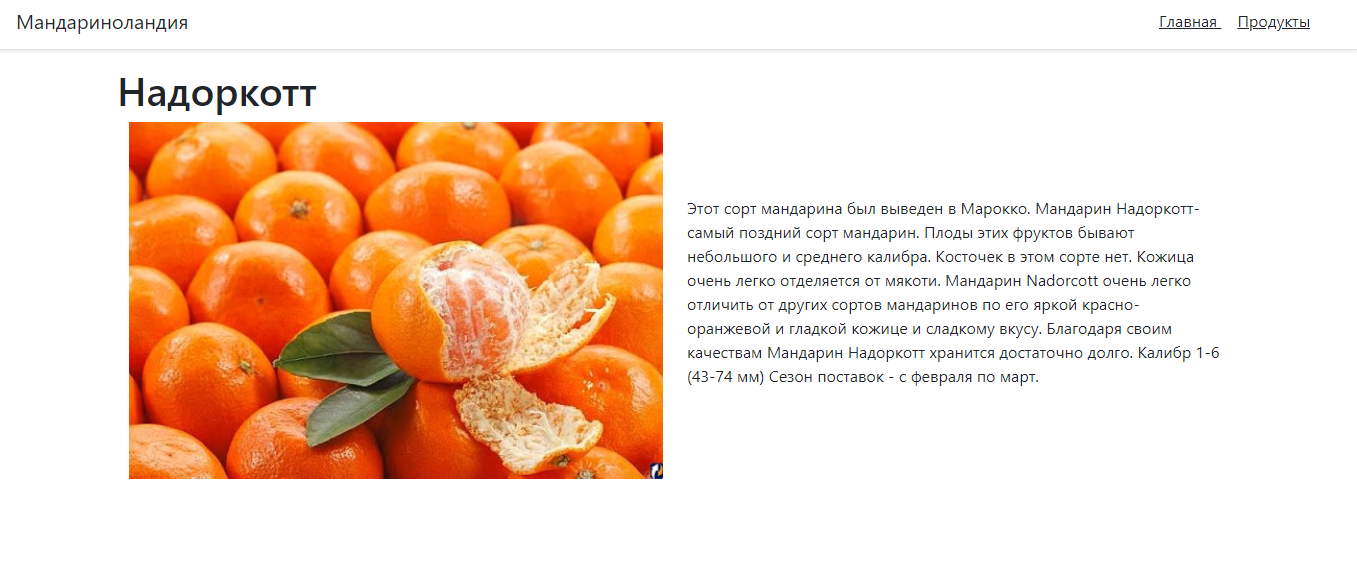 Мандаринoландия
Главная Продукты
Надоркотт
Этот сорт мандарина был выведен в Марокко. Мандарин Надоркотт-
самый поздний сорт мандарин. Плоды этих фруктов бывают
небольшого и среднего калибра. Косточек в этом сорте нет. Кожица
очень легко отделяется от мякоти. Мандарин Nadorcott очень легко
отличить от других сортов мандаринов по его яркой красно-
оранжевой и гладкой кожице и сладкому вкусу. Благодаря своим
качествам Мандарин Надоркотт хранится достаточно долго. Калибр 1-6
(43-74 мм) Сезон поставок - с февраля по март.